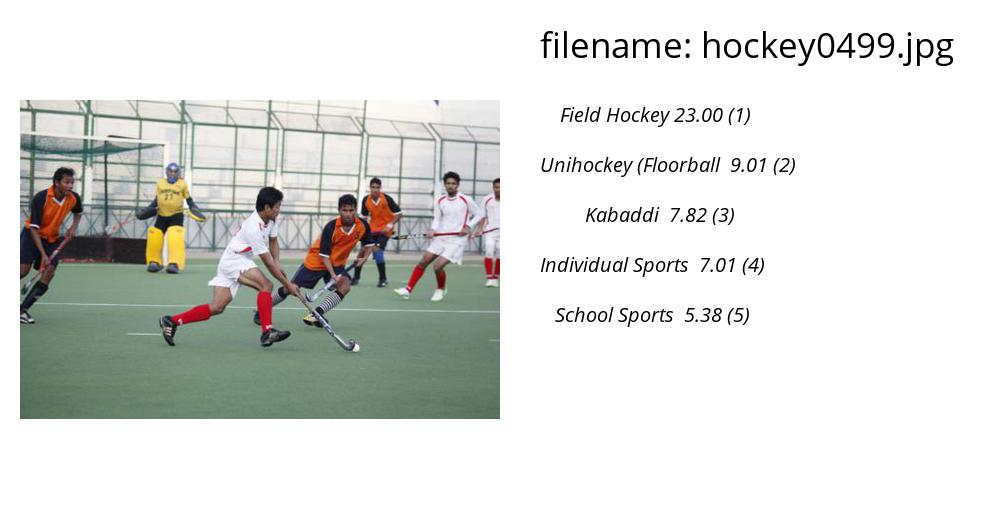 filename: hockey0499.jpg
Field Hockey 23.00 (1)
Unihockey (Floorball 9.01 (2)
Kabaddi 7.82 (3)
Individual Sports 7.01 (4)
School Sports 5.38 (5)